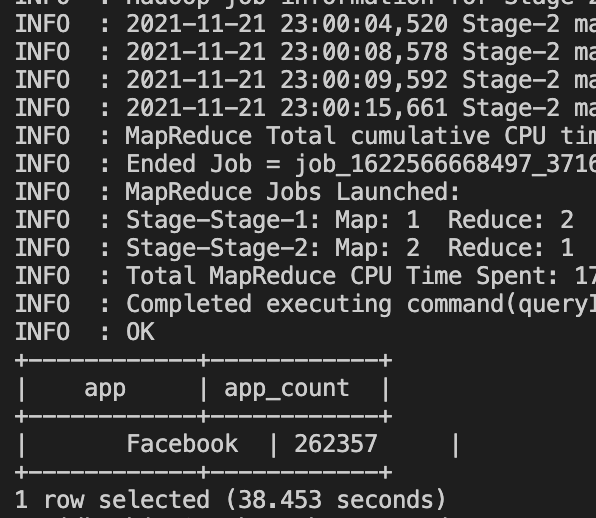 INFO  : Hadoop job information for Stage-2
INFO  : 2021-11-21 23:00:04,520 Stage-2 ma
INFO  : 2021-11-21 23:00:08,578 Stage-2 ma
INFO  : 2021-11-21 23:00:09,592 Stage-2 ma
INFO  : 2021-11-21 23:00:15,661 Stage-2 ma
INFO  : MapReduce Total cumulative CPU tim
INFO  : Ended Job = job_1622566668497_3716
INFO  : MapReduce Jobs Launched:
INFO  : Stage-Stage-1: Map: 1  Reduce: 2
INFO  : Stage-Stage-2: Map: 2  Reduce: 1
INFO  : Total MapReduce CPU Time Spent: 17
INFO  : Completed executing command(queryI
INFO  : OK
+------------+------------+
|    app     | app_count  |
+------------+------------+
|       Facebook  | 262357     |
+------------+------------+
1 row selected (38.453 seconds)